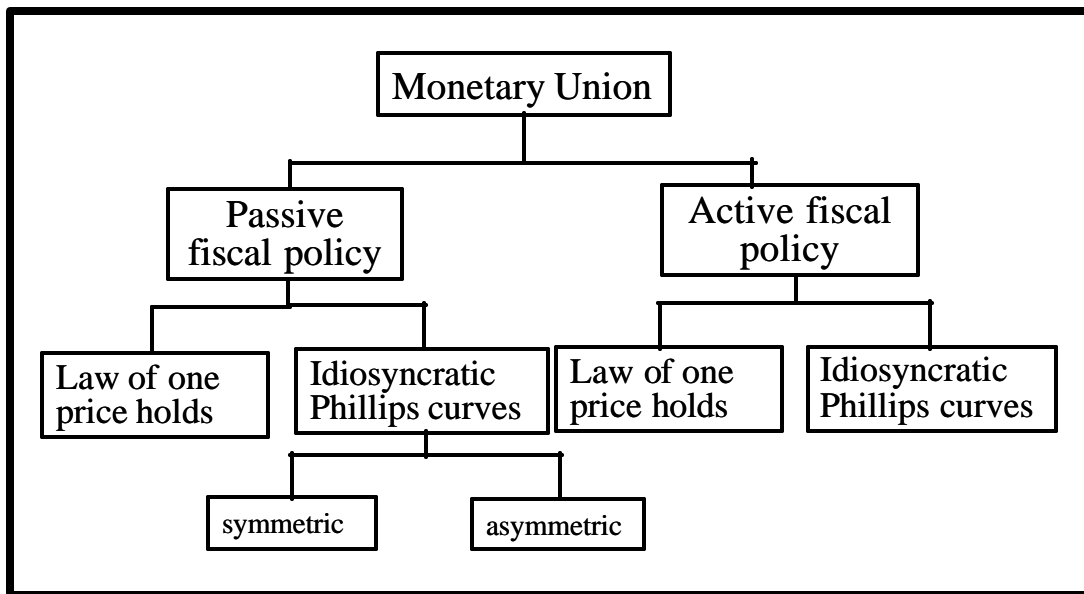 Monetary Union
Passive
fiscal policy
Active fiscal
policy
Law of one
price holds
Idiosyncratic
Phillips curves
Law of one
price holds
Idiosyncratic
Phillips curves
symmetric
asymmetric